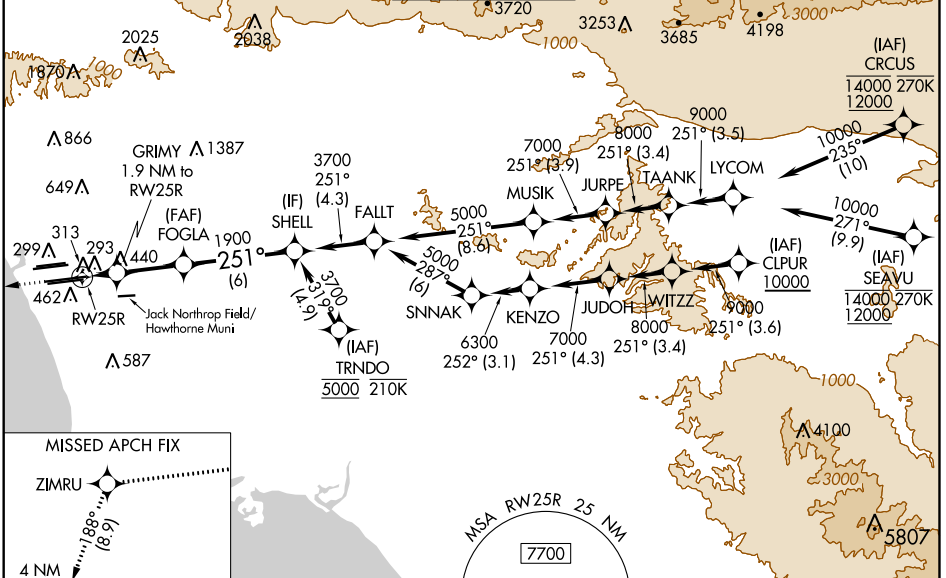 3720
3000
2038
2025
3253
3685
4198
1000
1870
1000
(IAF)
CRCUS
14000 270K
12000
866
GRIMY
1.9 NM to
RW25R
1387
649
3700
251°
(4.3)
7000
251° (3.9)
8000
251° (3.4)
9000
251° (3.5)
10000
235°
(10)
MUSIK
JURPE
TAANK
LYCOM
(FAF)
FOGLA
(IF)
SHELL
FALLT
5000
251°
(8.6)
10000
271°
(9.9)
313
299
293
440
1900
251°
(6)
5000
287°
(6)
(IAF)
CLPUR
10000
(IAF)
SEAVU
14000 270K
12000
462
RW25R
Jack Northrop Field/
Hawthorne Muni
3700
319°
(4.9)
SNNAK
KENZO
JUDOH
WITZZ
6300
252° (3.1)
7000
251° (4.3)
8000
251° (3.4)
9000
251° (3.6)
587
(IAF)
TRNDO
5000 210K
1000
4100
3000
5807
MISSED APCH FIX
ZIMRU
188°
(8.9)
4 NM
MSA RW25R 25 NM
7700